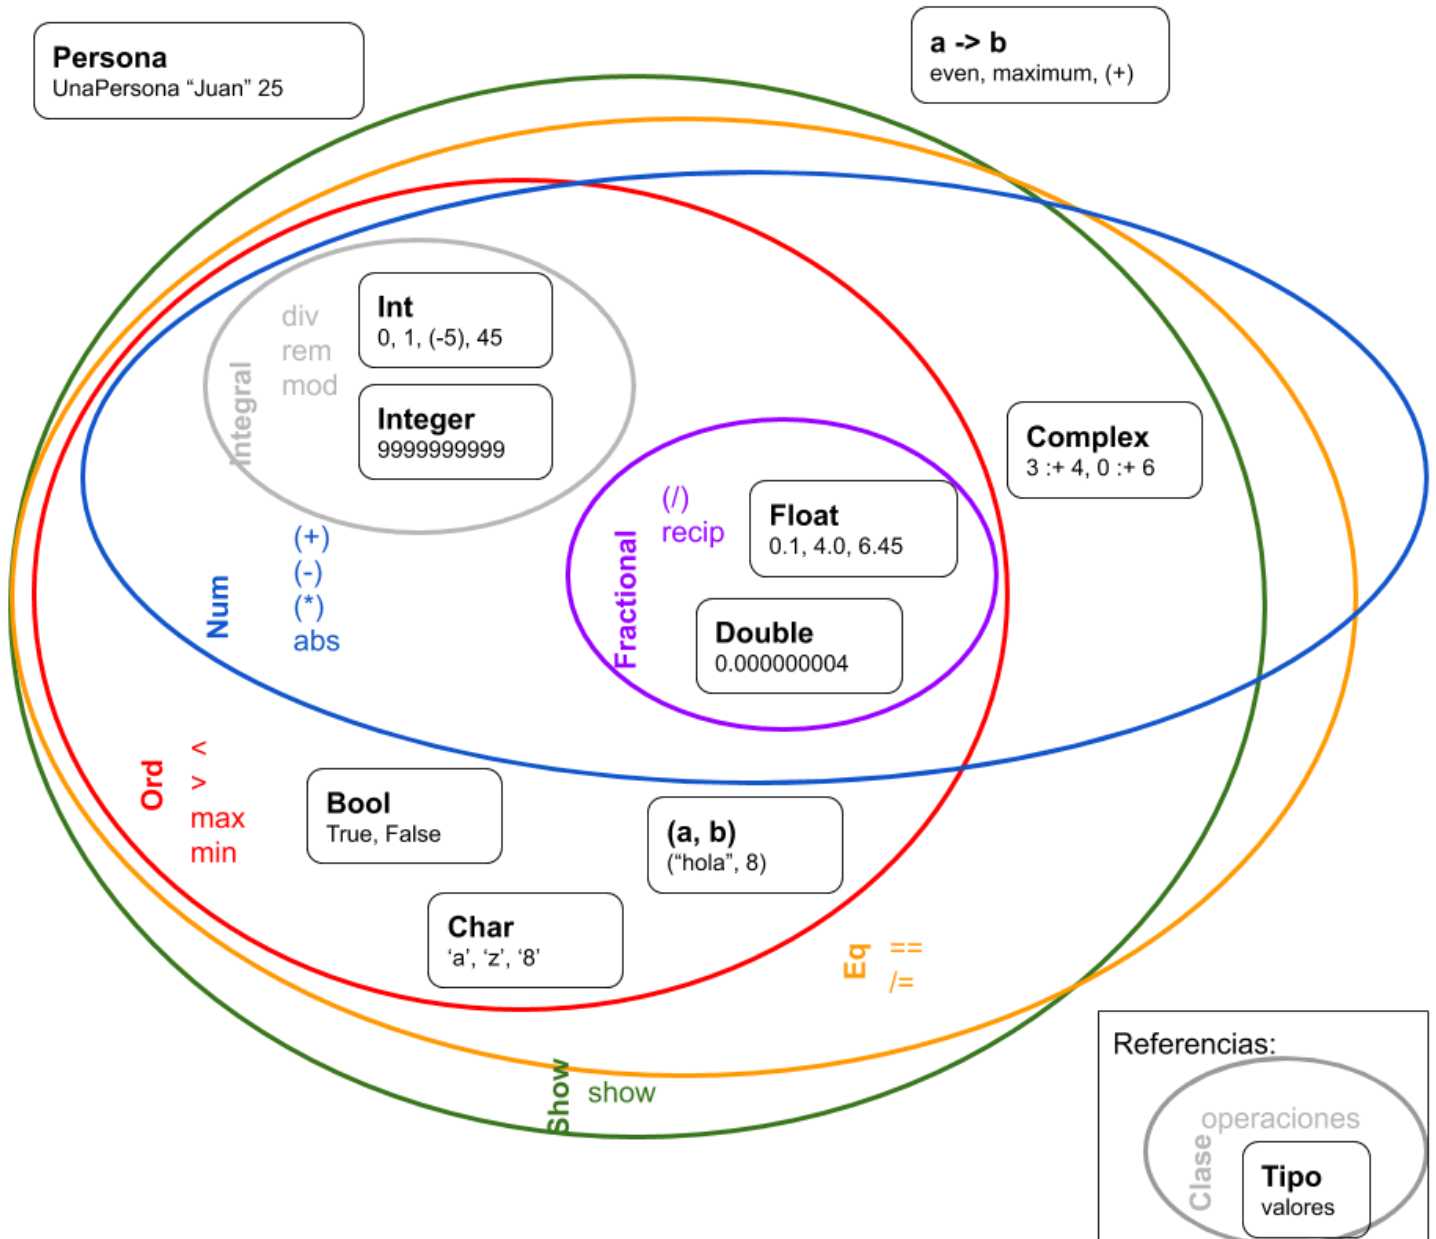 Persona
UnaPersona “Juan” 25
a -> b
even, maximum, (+)
Integral
div
rem
mod
Int
0, 1, (-5), 45
Integer
9999999999
Complex
3 :+ 4, 0 :+ 6
Fractional
(/)
recip
Float
0.1, 4.0, 6.45
Double
0.000000004
Num
(+)
(-)
(*)
abs
Ord
<
>
max
min
Bool
True, False
(a, b)
(“hola”, 8)
Char
‘a’, ‘z’, ‘8’
Eq
==
/=
Show
show
Referencias:
operaciones
Clase
Tipo
valores